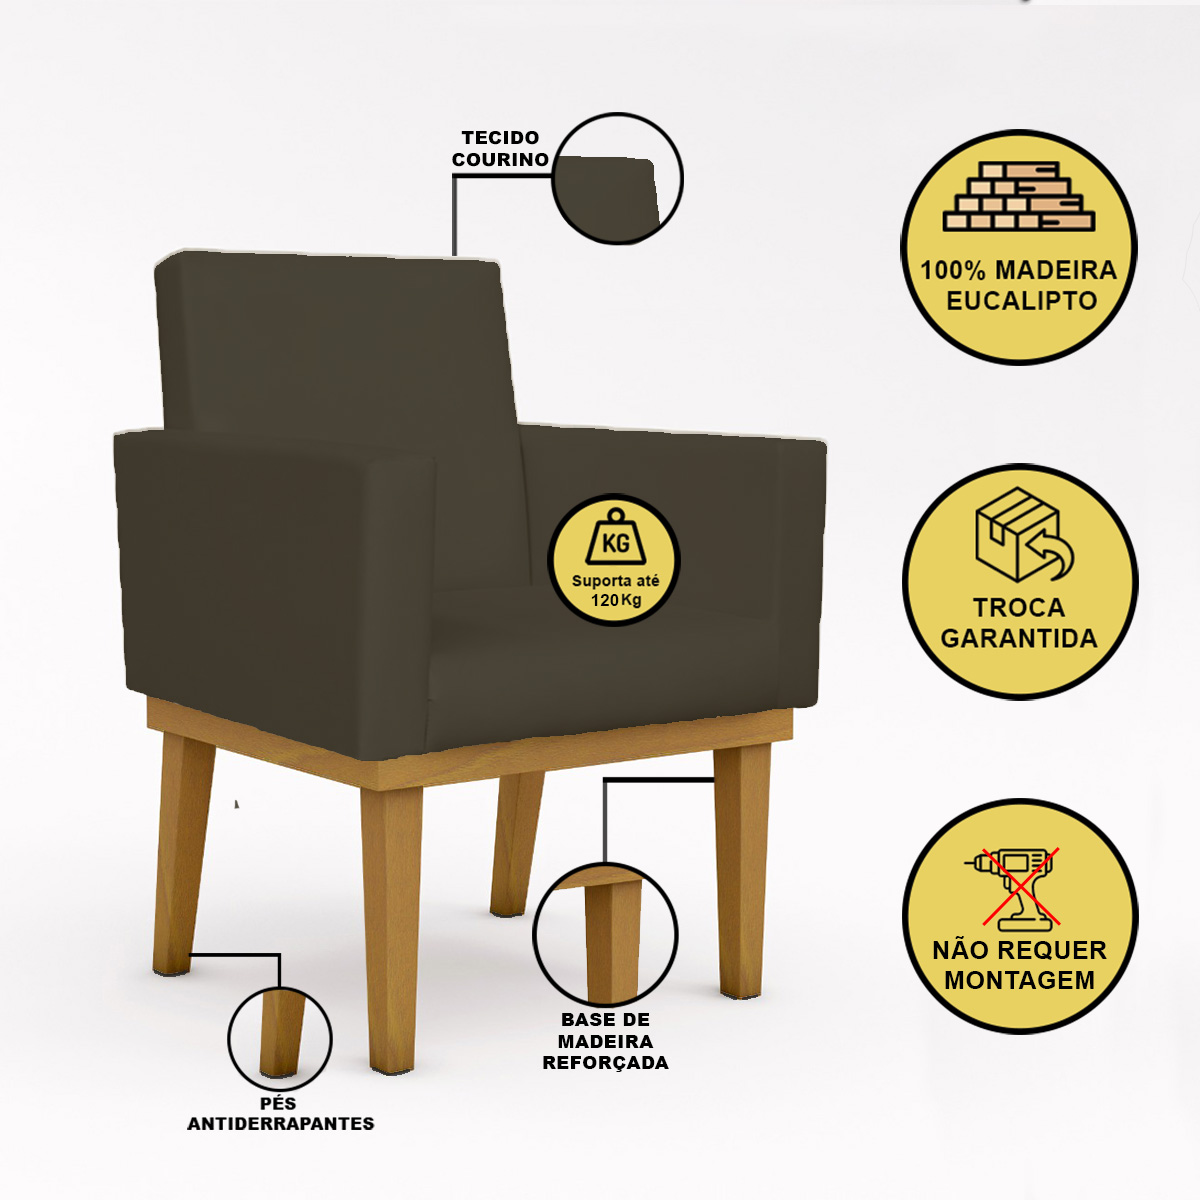 TECIDO
COURINO
100% MADEIRA
EUCALIPTO
KG
Suporta até
120Kg
TROCA
GARANTIDA
NÃO REQUER
MONTAGEM
BASE DE
MADEIRA
REFORÇADA
PÉS
ANTIDERRAPANTES